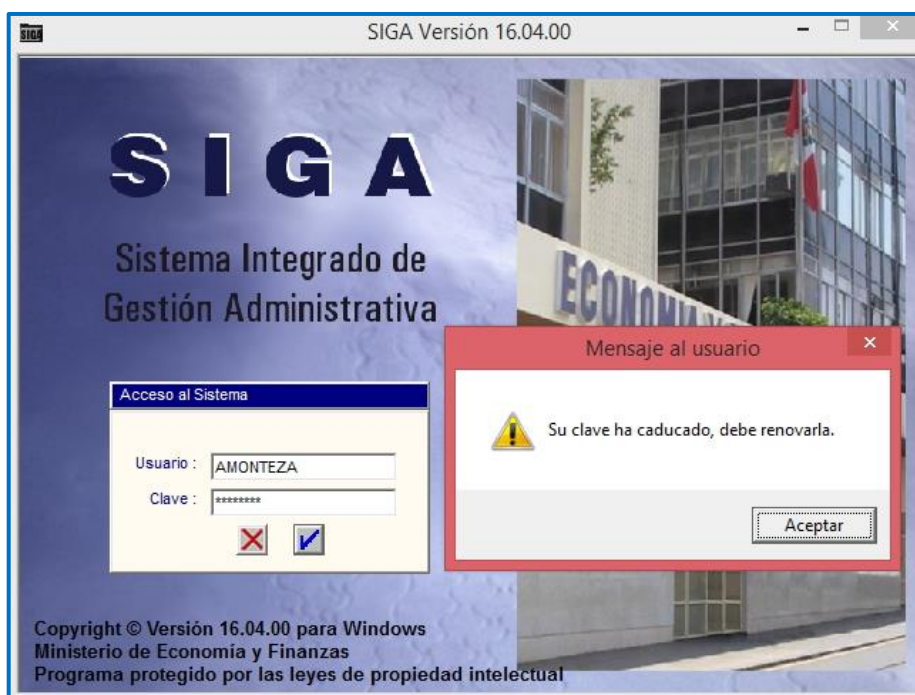 SIGA
SIGA Versión 16.04.00
SIGA
Sistema Integrado de
Gestión Administrativa
ECONOMIA Y
Mensaje al usuario
Su clave ha caducado, debe renovarla.
Aceptar
Acceso al Sistema
Usuario : AMONTEZA
Clave : ********
Copyright © Versión 16.04.00 para Windows
Ministerio de Economía y Finanzas
Programa protegido por las leyes de propiedad intelectual